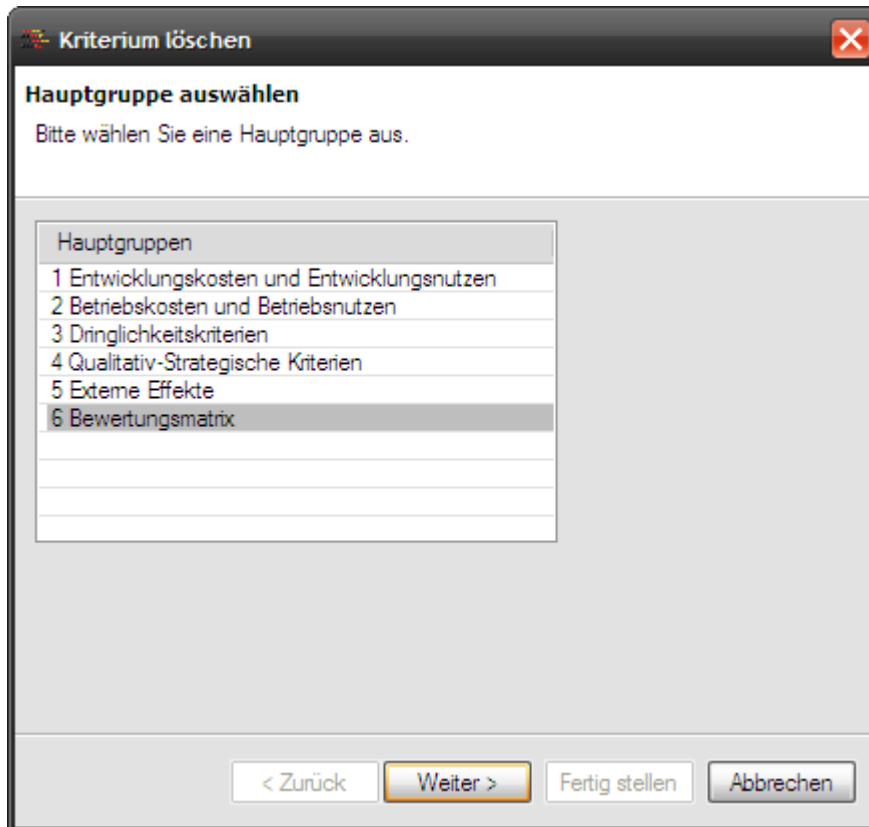 Kriterium löschen
Hauptgruppe auswählen
Bitte wählen Sie eine Hauptgruppe aus.
Hauptgruppen
1 Entwicklungskosten und Entwicklungsnutzen
2 Betriebskosten und Betriebsnutzen
3 Dringlichkeitskriterien
4 Qualitativ-Strategische Kriterien
5 Externe Effekte
6 Bewertungsmatrix
< Zurück Weiter > Fertig stellen Abbrechen